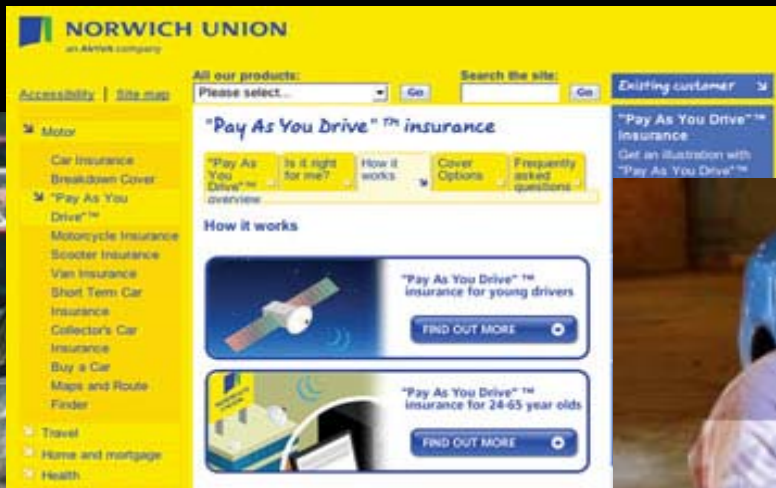 NORWICH UNION
an AVIVA company
Accessibility | Site map
All our products:
Please select...
Go
Search the site:
Go
Existing customer
Motor
Car Insurance
Breakdown Cover
"Pay As You
Drive"™
Motorcycle Insurance
Scooter Insurance
Van Insurance
Short Term Car
Insurance
Collector's Car
Insurance
Buy a Car
Maps and Route
Finder
Travel
Home and mortgage
Health
"Pay As You Drive" ™ insurance
"Pay As
You
Drive"™
overview
Is it right
for me?
How it
works
Cover
Options
Frequently
asked
questions
How it works
"Pay As You Drive" ™
insurance for young drivers
FIND OUT MORE
NORWICH
UNION
"Pay As You Drive" ™
insurance for 24-65 year olds
FIND OUT MORE
"Pay As You Drive"™
Insurance
Get an illustration with
"Pay As You Drive"™